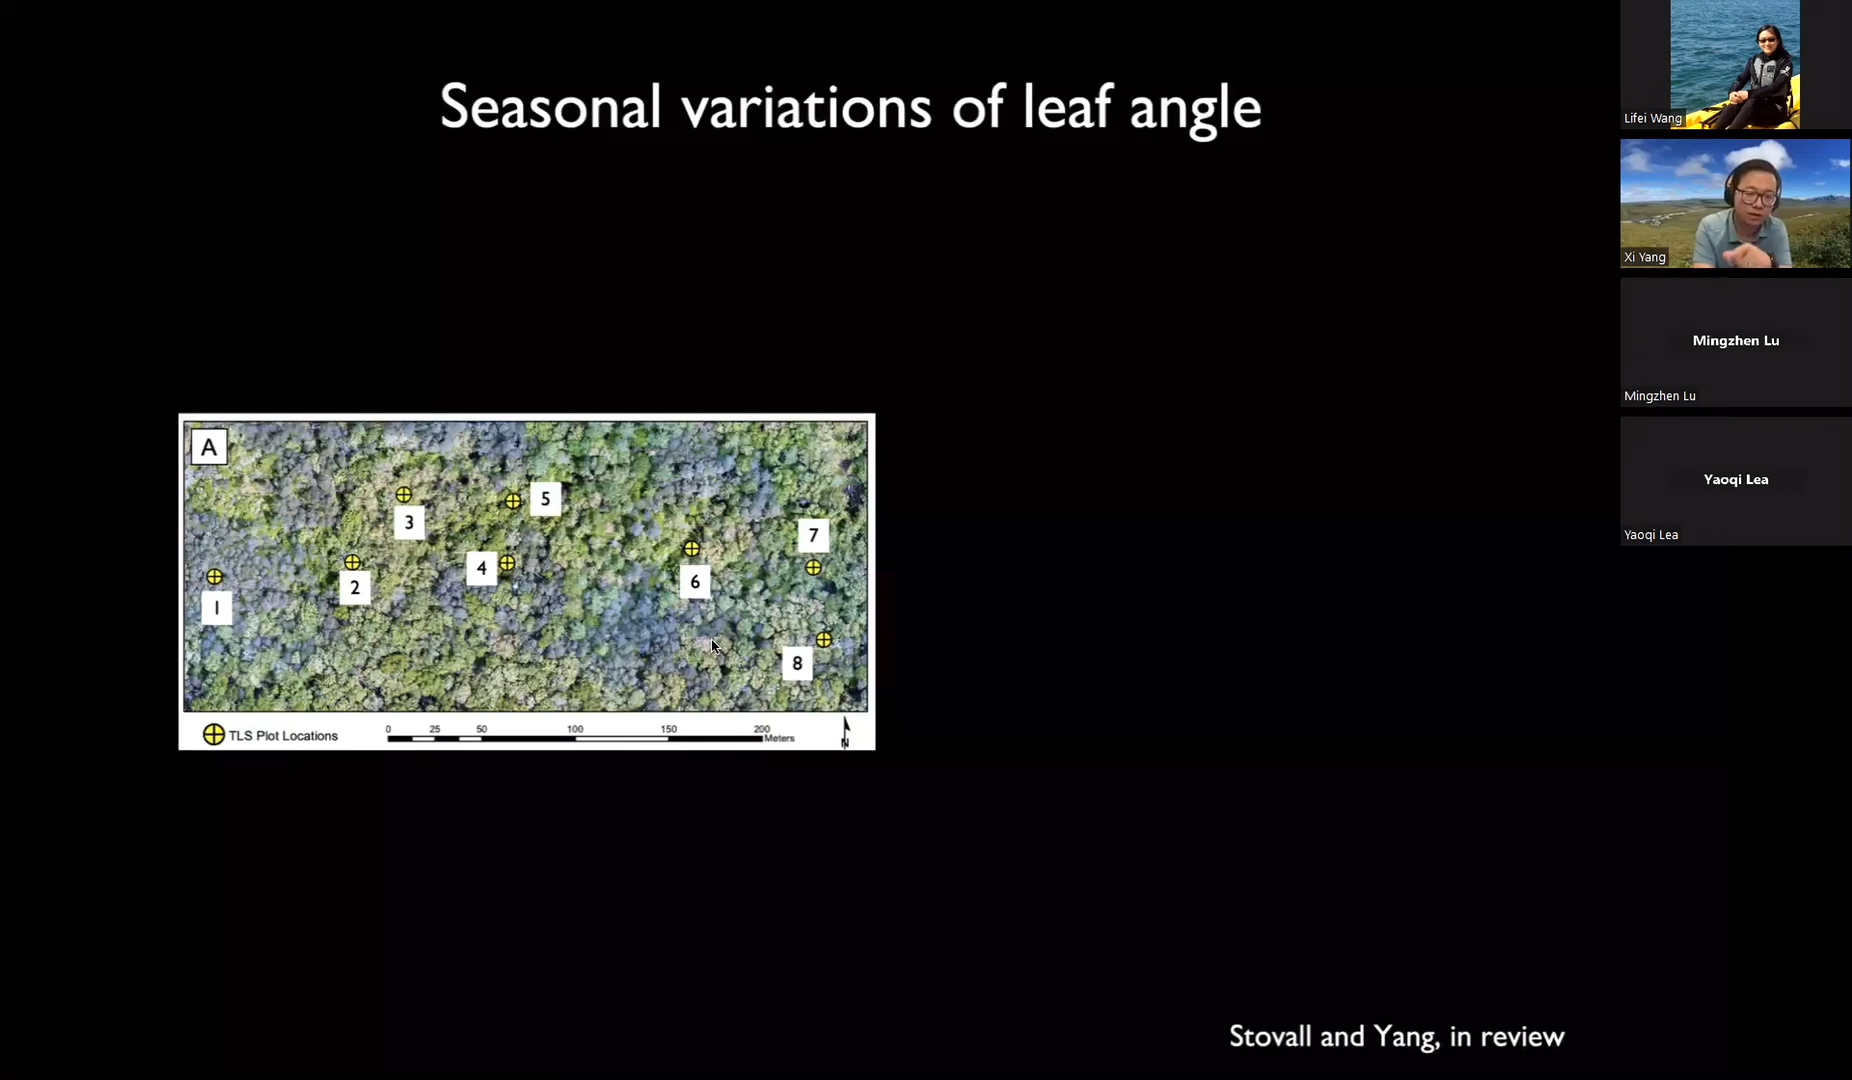 Seasonal variations of leaf angle
A
3
5
7
4
2
6
1
8
TLS Plot Locations
0 25 50 100 150 200
Meters
N
Stovall and Yang, in review
Lifei Wang
Xi Yang
Mingzhen Lu
Mingzhen Lu
Yaoqi Lea
Yaoqi Lea